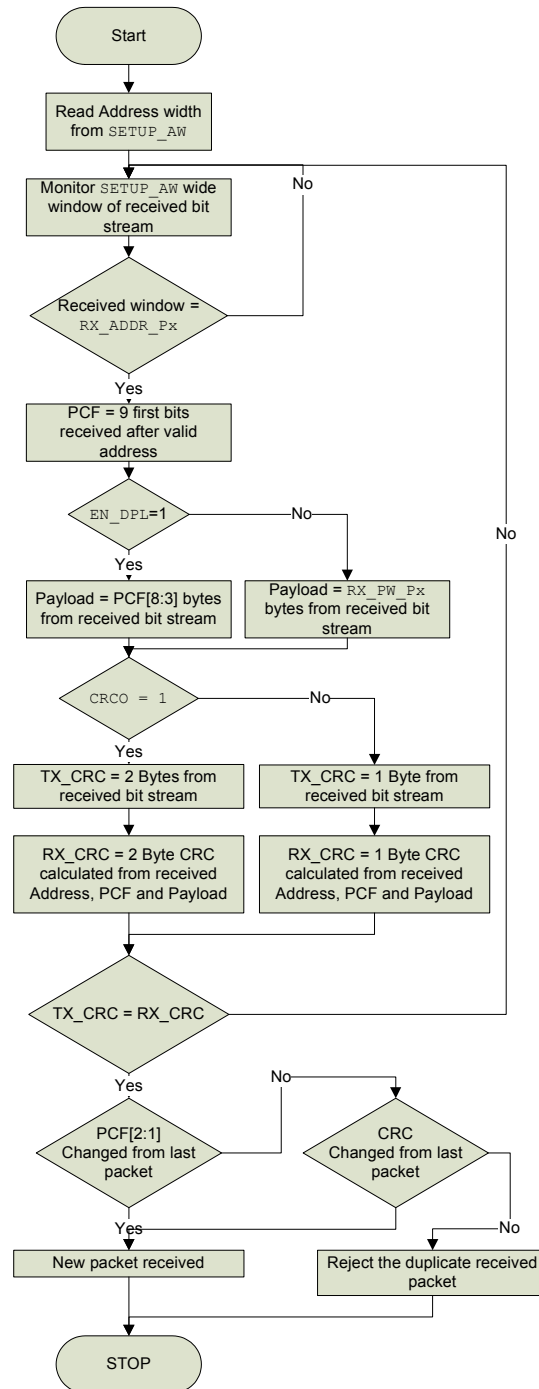 Start
Read Address width
from SETUP_AW
No
Monitor SETUP_AW wide
window of received bit
stream
Received window =
RX_ADDR_Px
Yes
PCF = 9 first bits
received after valid
address
EN_DPL=1
No
No
Yes
Payload = PCF[8:3] bytes
from received bit stream
Payload = RX_PW_Px
bytes from received bit
stream
CRCO = 1
No
Yes
TX_CRC = 2 Bytes from
received bit stream
TX_CRC = 1 Byte from
received bit stream
RX_CRC = 2 Byte CRC
calculated from received
Address, PCF and Payload
RX_CRC = 1 Byte CRC
calculated from received
Address, PCF and Payload
TX_CRC = RX_CRC
Yes
No
PCF[2:1]
Changed from last
packet
CRC
Changed from last
packet
Yes
No
New packet received
Reject the duplicate received
packet
STOP